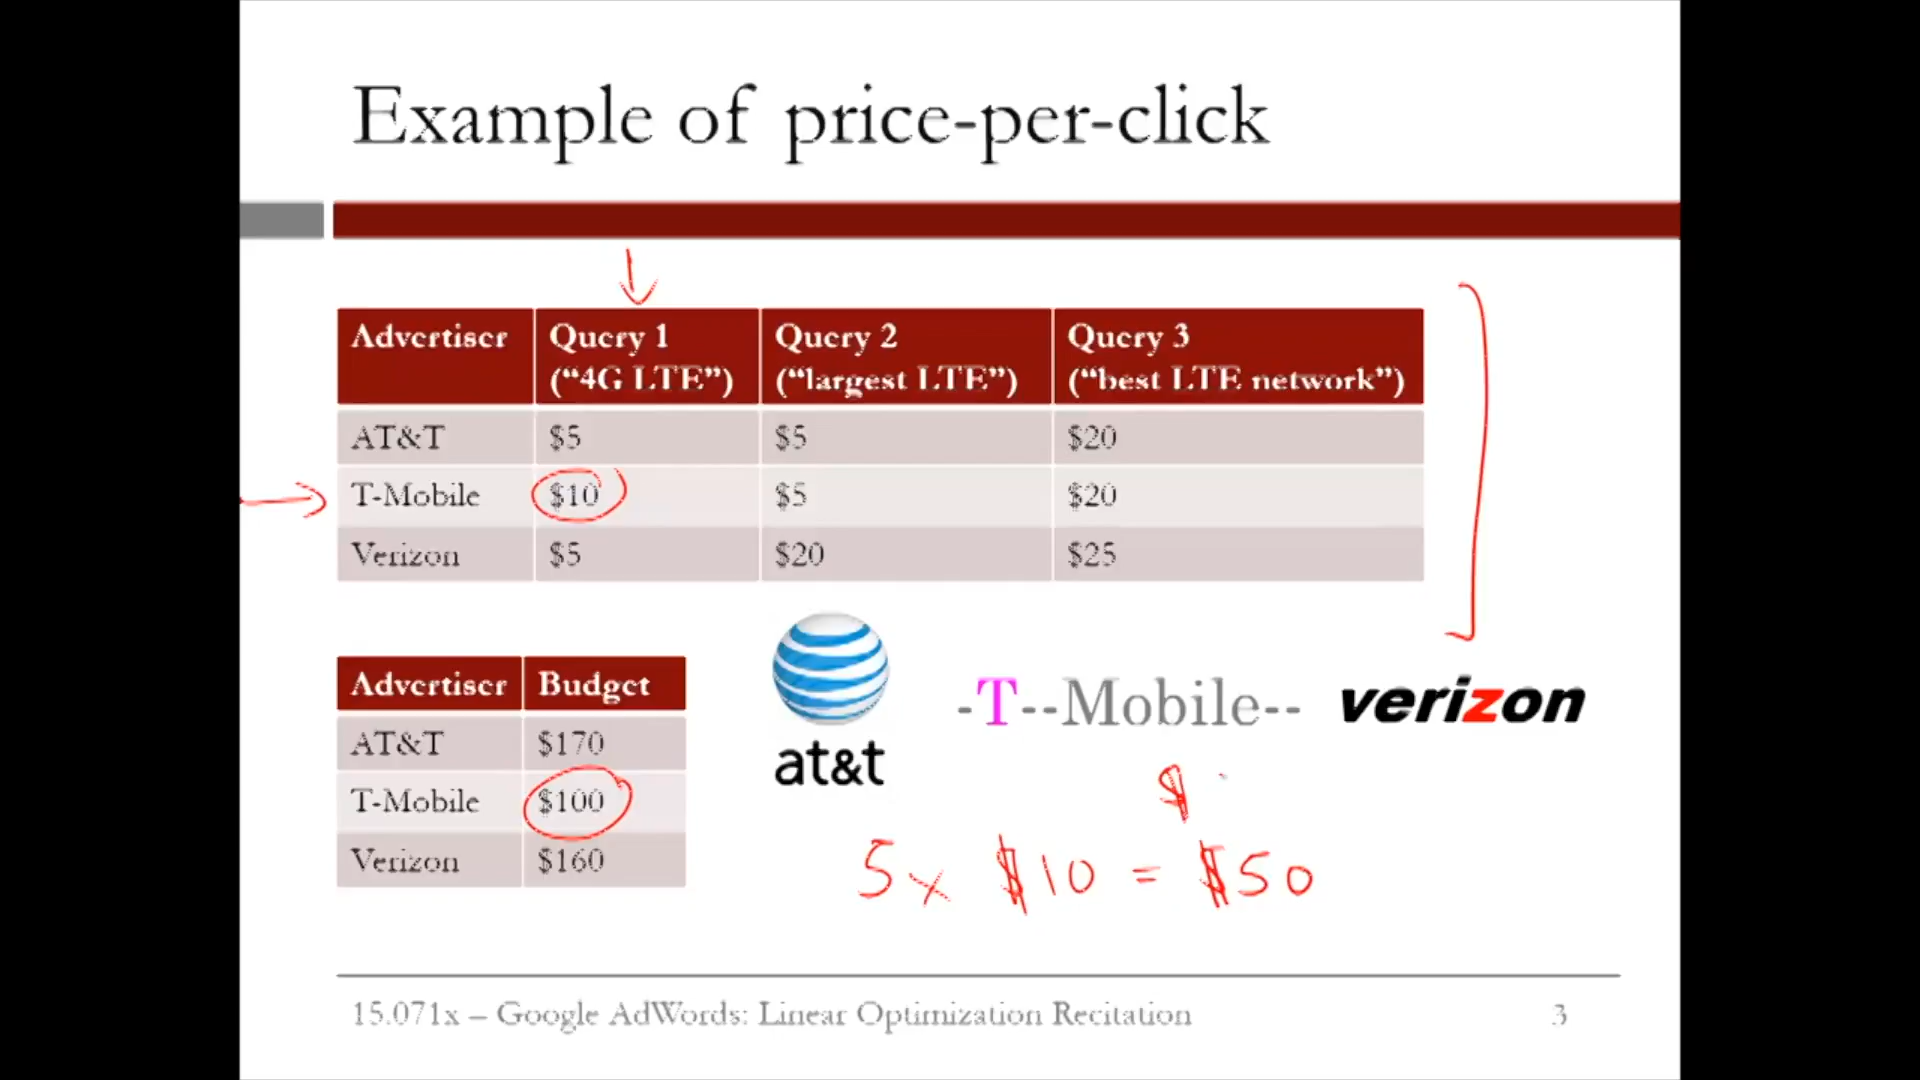 Example of price-per-click
Advertiser Query 1 ("4G LTE") Query 2 ("largest LTE") Query 3 ("best LTE network")
AT&T $5 $5 $20
T-Mobile $10 $5 $20
Verizon $5 $20 $25
Advertiser Budget
AT&T $170
T-Mobile $100
Verizon $160
at&t
-T--Mobile--
verizon
$
5 x $10 = $50
15.071x – Google AdWords: Linear Optimization Recitation 3